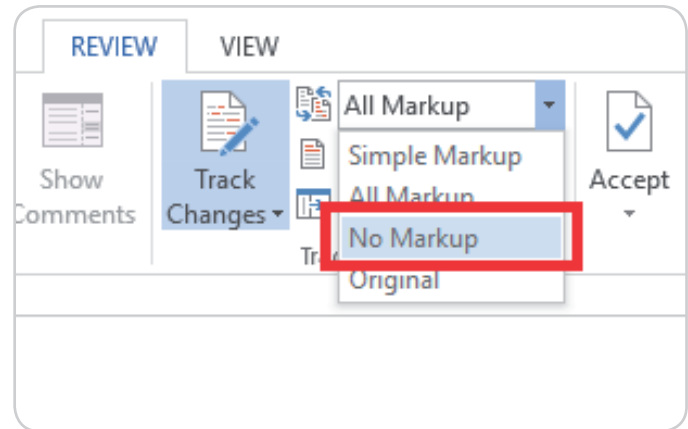 REVIEW VIEW
All Markup
Simple Markup
All Markup
No Markup
Original
Show
Comments
Track
Changes
Accept